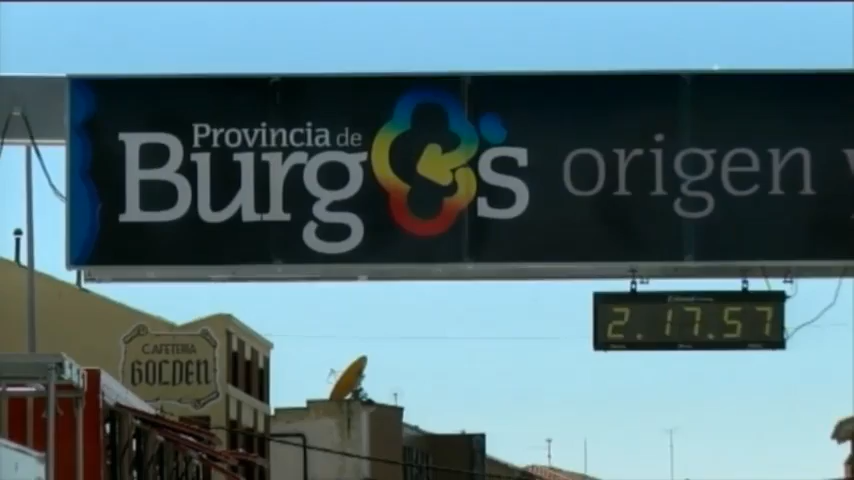 Provincia de
Burgos origen
2.17.57
CAFETERIA
GOLDEN